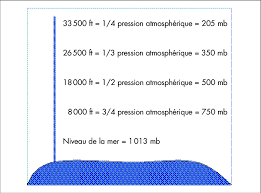 33 500 ft = 1/4 pression atmosphérique = 205 mb
26 500 ft = 1/3 pression atmosphérique = 350 mb
18 000 ft = 1/2 pression atmosphérique = 500 mb
8 000 ft = 3/4 pression atmosphérique = 750 mb
Niveau de la mer = 1 013 mb